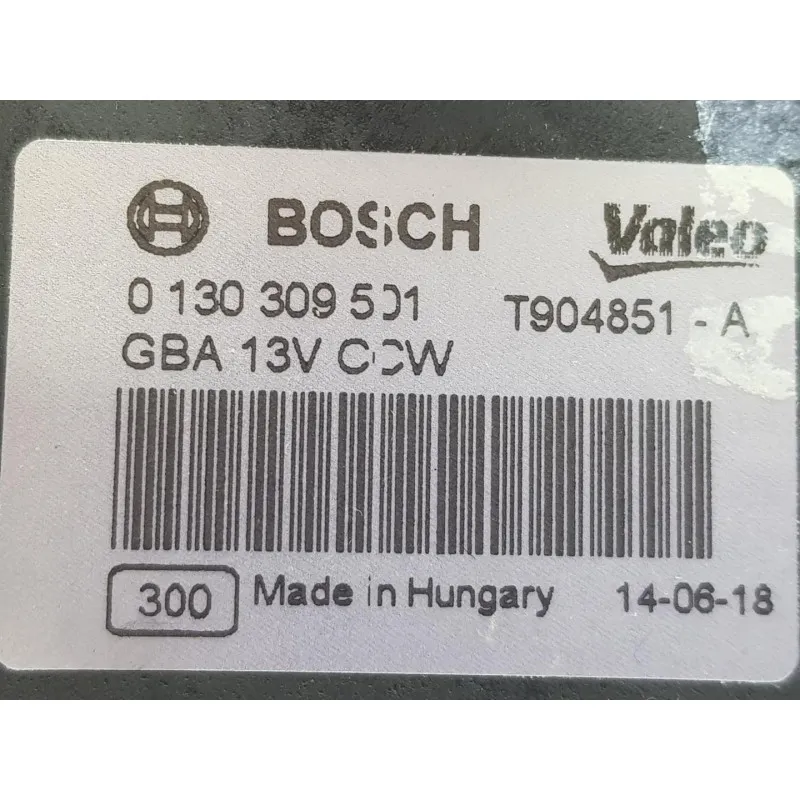 BOSCH Valeo
0 130 309 501 T904851 - A
GBA 13V CCW
300 Made in Hungary 14-06-18